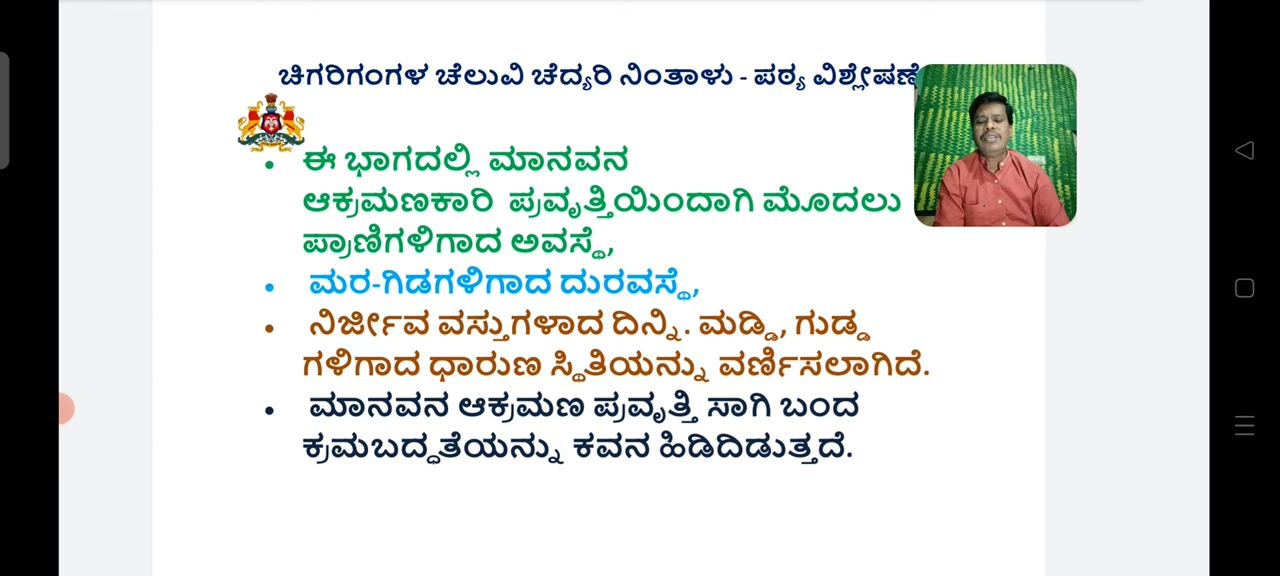 ಚಿಗರಿಗಂಗಳ ಚೆಲುವಿ ಚೆದ್ಯರಿ ನಿಂತಾಳು - ಪಠ್ಯ ವಿಶ್ಲೇಷಣೆ
• ಈ ಭಾಗದಲ್ಲಿ ಮಾನವನ
ಆಕ್ರಮಣಕಾರಿ ಪ್ರವೃತ್ತಿಯಿಂದಾಗಿ ಮೊದಲು
ಪ್ರಾಣಿಗಳಿಗಾದ ಅವಸ್ಥೆ,
• ಮರ-ಗಿಡಗಳಿಗಾದ ದುರವಸ್ಥೆ,
• ನಿರ್ಜೀವ ವಸ್ತುಗಳಾದ ದಿನ್ನಿ. ಮಡ್ಡಿ, ಗುಡ್ಡ
ಗಳಿಗಾದ ಧಾರುಣ ಸ್ಥಿತಿಯನ್ನು ವರ್ಣಿಸಲಾಗಿದೆ.
• ಮಾನವನ ಆಕ್ರಮಣ ಪ್ರವೃತ್ತಿ ಸಾಗಿ ಬಂದ
ಕ್ರಮಬದ್ಧತೆಯನ್ನು ಕವನ ಹಿಡಿದಿಡುತ್ತದೆ.